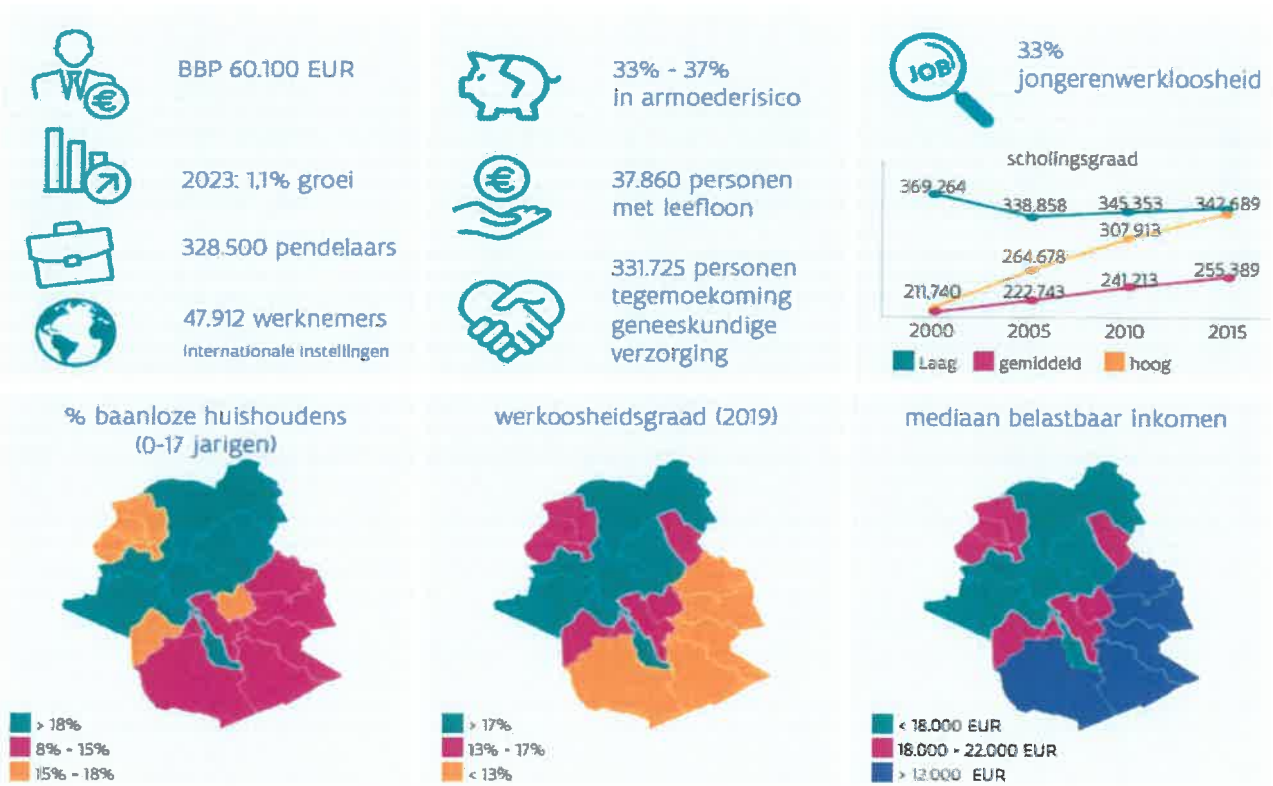 BBP 60.100 EUR
2023: 1,1% groei
328.500 pendelaars
47.912 werknemers
internationale instellingen
33% - 37%
in armoederisico
37.860 personen
met leefloon
331.725 personen
tegemoekoming
geneeskundige
verzorging
JOB
33%
jongerenwerkloosheid
scholingsgraad
369.264
338.858
345.353
342.689
307.913
264.678
255.389
241.213
211,740
222.743
2000 2005 2010 2015
Laag gemiddeld hoog
% baanloze huishoudens
(0-17 jarigen)
> 18%
8% - 15%
15% - 18%
werkoosheidsgraad (2019)
> 17%
13% - 17%
< 13%
mediaan belastbaar inkomen
< 18.000 EUR
18.000 - 22.000 EUR
> 12.000 EUR